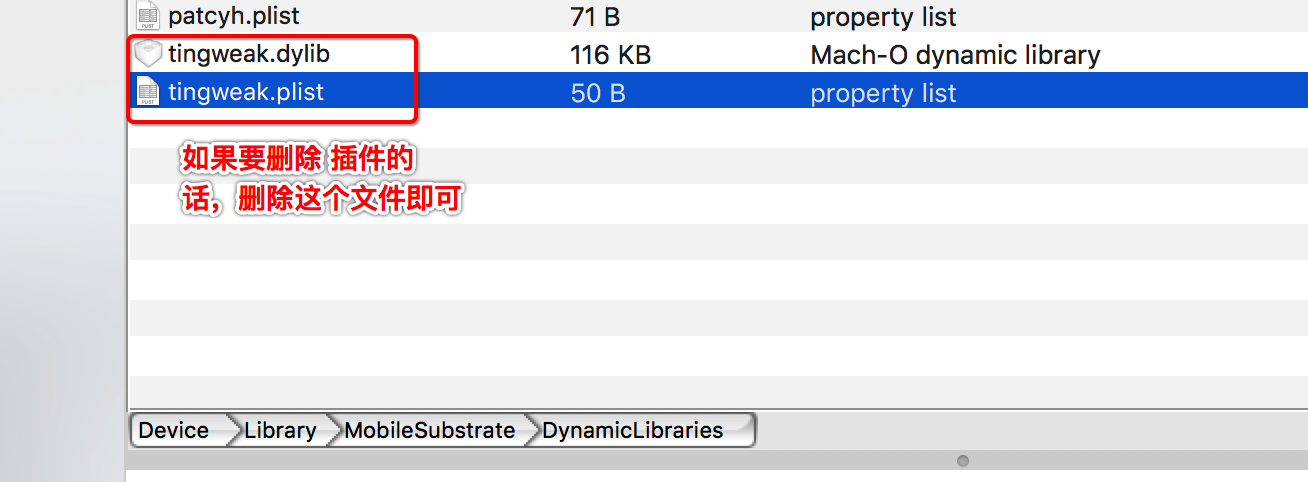 patcyh.plist 71 B property list
tingweak.dylib 116 KB Mach-O dynamic library
tingweak.plist 50 B property list
如果要删除 插件的
话，删除这个文件即可
Device Library MobileSubstrate DynamicLibraries